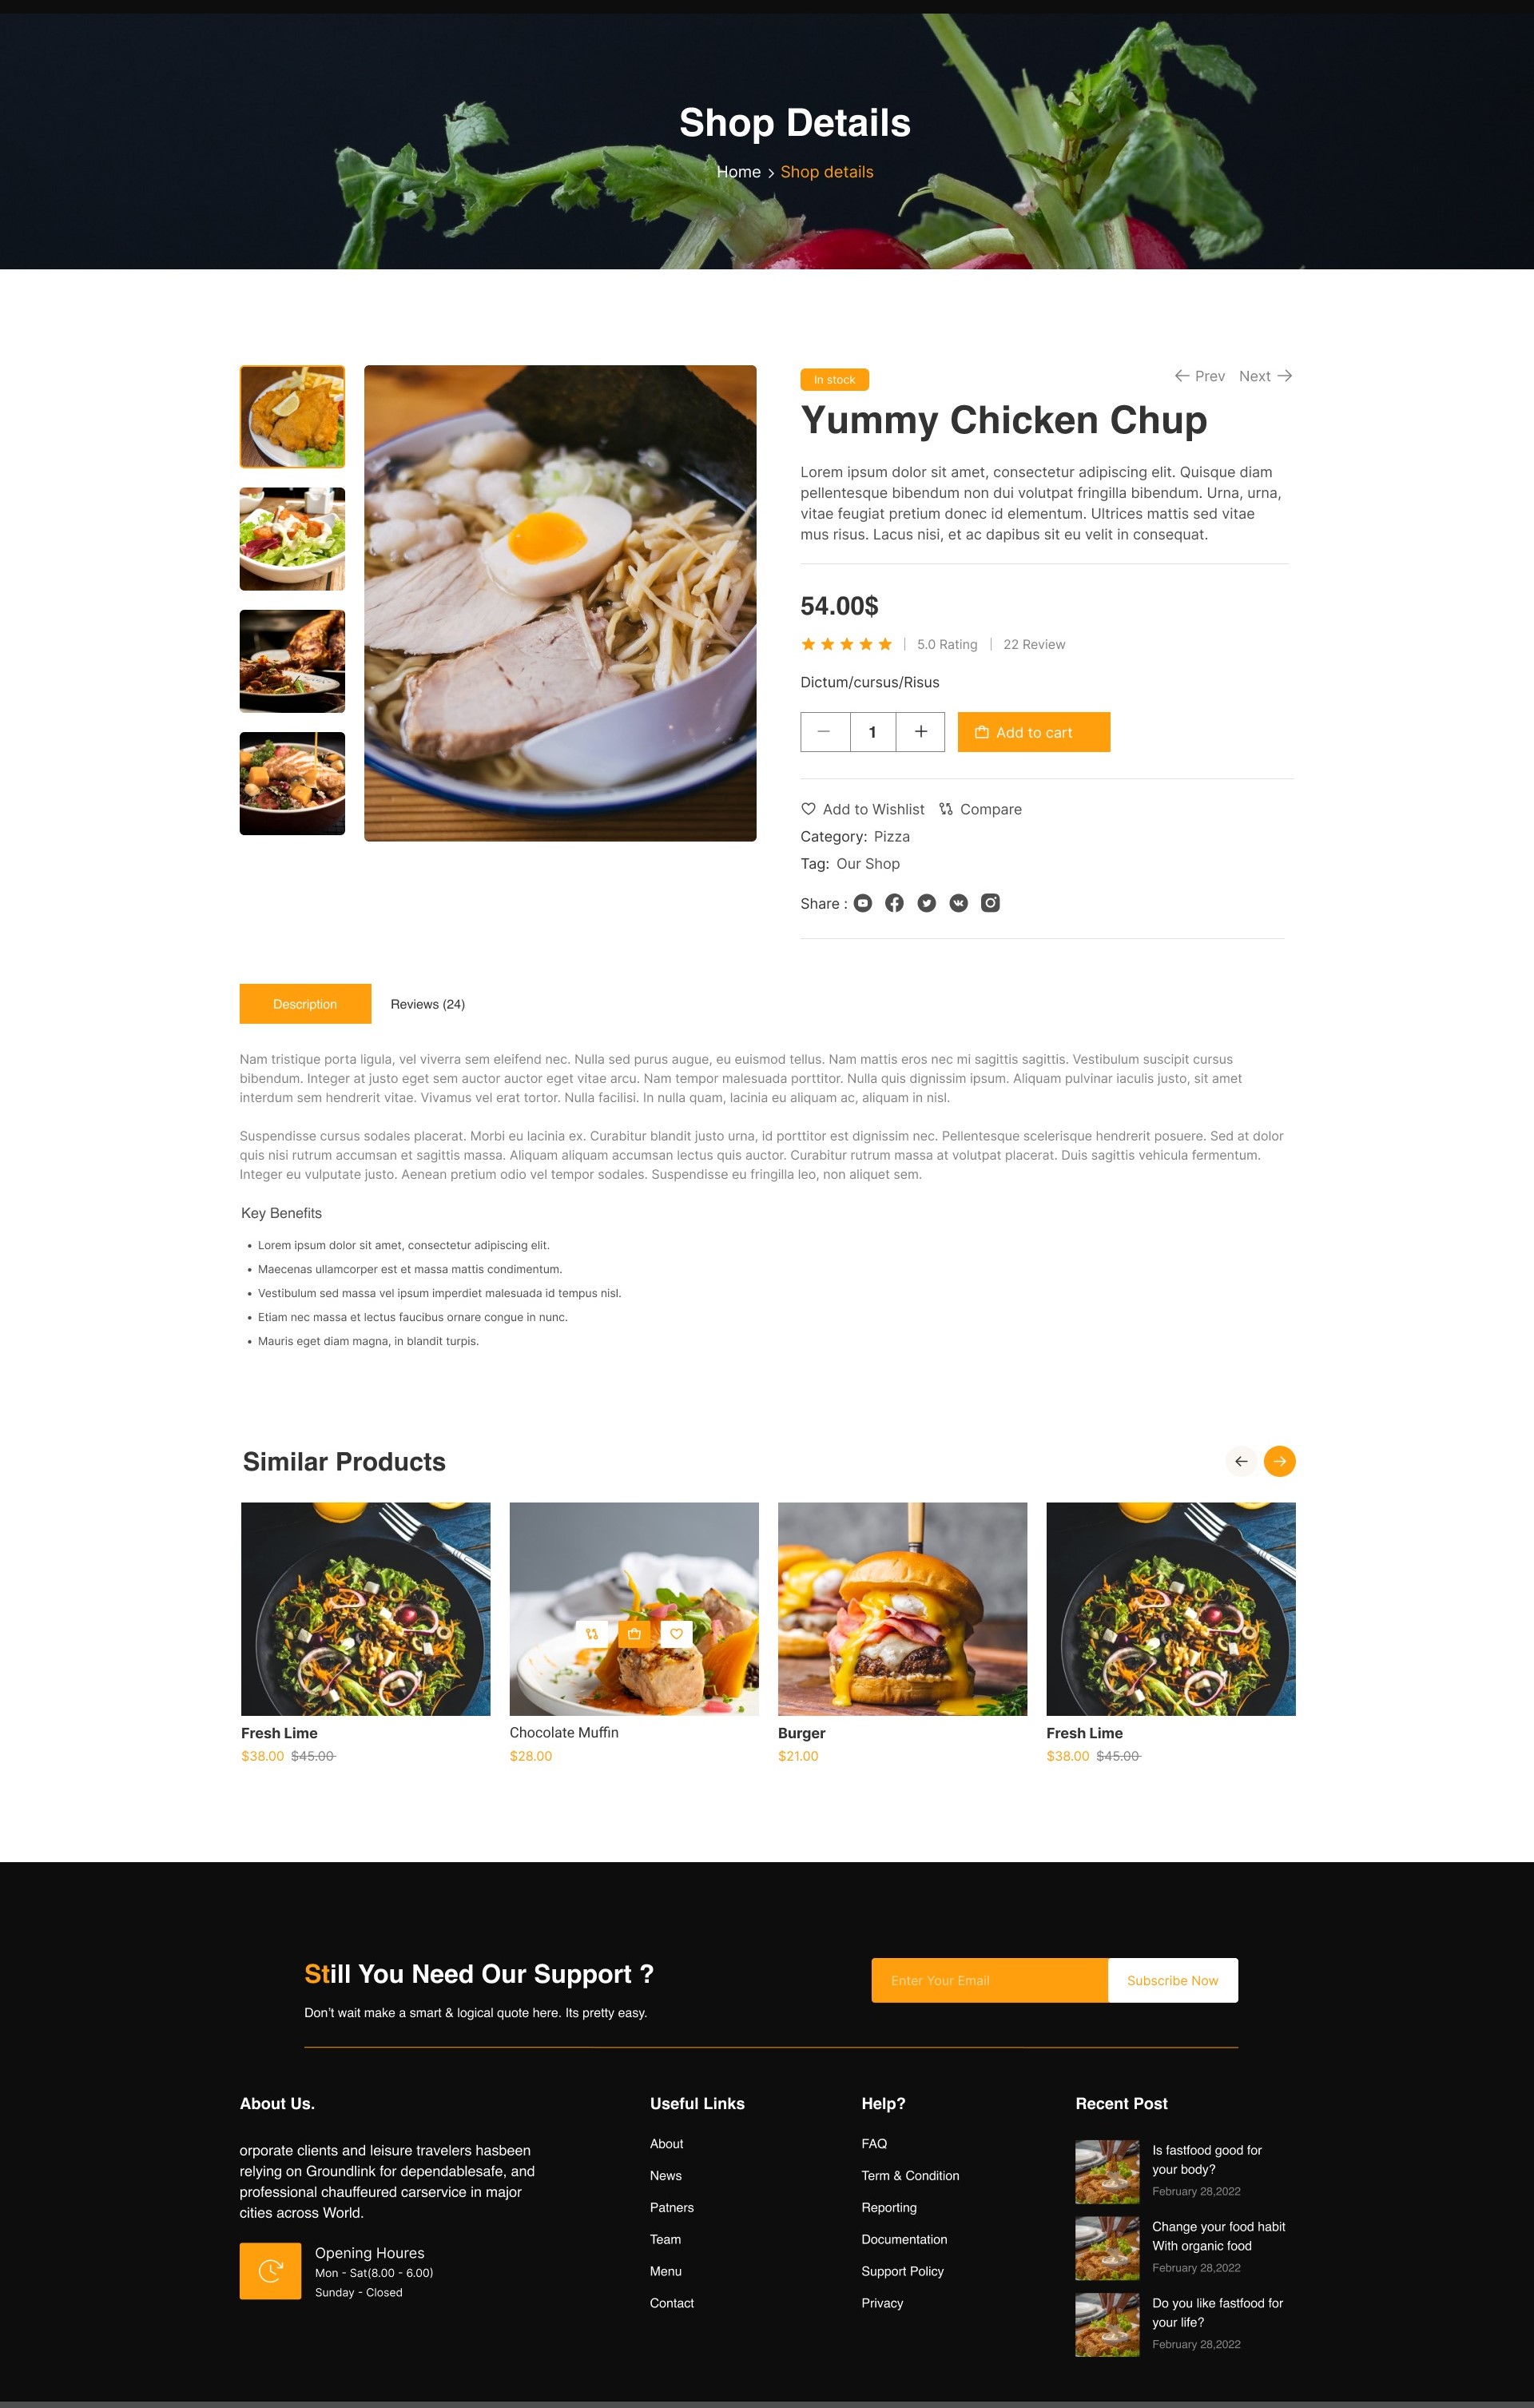 Shop Details
Home > Shop details
In stock
Prev Next
Yummy Chicken Chup
Lorem ipsum dolor sit amet, consectetur adipiscing elit. Quisque diam
pellentesque bibendum non dui volutpat fringilla bibendum. Urna, urna,
vitae feugiat pretium donec id elementum. Ultrices mattis sed vitae
mus risus. Lacus nisi, et ac dapibus sit eu velit in consequat.
54.00$
5.0 Rating | 22 Review
Dictum/cursus/Risus
1
Add to cart
Add to Wishlist Compare
Category: Pizza
Tag: Our Shop
Share :
Description Reviews (24)
Nam tristique porta ligula, vel viverra sem eleifend nec. Nulla sed purus augue, eu euismod tellus. Nam mattis eros nec mi sagittis sagittis. Vestibulum suscipit cursus
bibendum. Integer at justo eget sem auctor auctor eget vitae arcu. Nam tempor malesuada porttitor. Nulla quis dignissim ipsum. Aliquam pulvinar iaculis justo, sit amet
interdum sem hendrerit vitae. Vivamus vel erat tortor. Nulla facilisi. In nulla quam, lacinia eu aliquam ac, aliquam in nisl.
Suspendisse cursus sodales placerat. Morbi eu lacinia ex. Curabitur blandit justo urna, id porttitor est dignissim nec. Pellentesque scelerisque hendrerit posuere. Sed at dolor
quis nisi rutrum accumsan et sagittis massa. Aliquam aliquam accumsan lectus quis auctor. Curabitur rutrum massa at volutpat placerat. Duis sagittis vehicula fermentum.
Integer eu vulputate justo. Aenean pretium odio vel tempor sodales. Suspendisse eu fringilla leo, non aliquet sem.
Key Benefits
• Lorem ipsum dolor sit amet, consectetur adipiscing elit.
• Maecenas ullamcorper est et massa mattis condimentum.
• Vestibulum sed massa vel ipsum imperdiet malesuada id tempus nisl.
• Etiam nec massa et lectus faucibus ornare congue in nunc.
• Mauris eget diam magna, in blandit turpis.
Similar Products
Fresh Lime
$38.00 $45.00
Chocolate Muffin
$28.00
Burger
$21.00
Fresh Lime
$38.00 $45.00
Still You Need Our Support ?
Don't wait make a smart & logical quote here. Its pretty easy.
Enter Your Email
Subscribe Now
About Us.
orporate clients and leisure travelers hasbeen
relying on Groundlink for dependablesafe, and
professional chauffeured carservice in major
cities across World.
Opening Houres
Mon - Sat(8.00 - 6.00)
Sunday - Closed
Useful Links
About
News
Patners
Team
Menu
Contact
Help?
FAQ
Term & Condition
Reporting
Documentation
Support Policy
Privacy
Recent Post
Is fastfood good for
your body?
February 28,2022
Change your food habit
With organic food
February 28,2022
Do you like fastfood for
your life?
February 28,2022